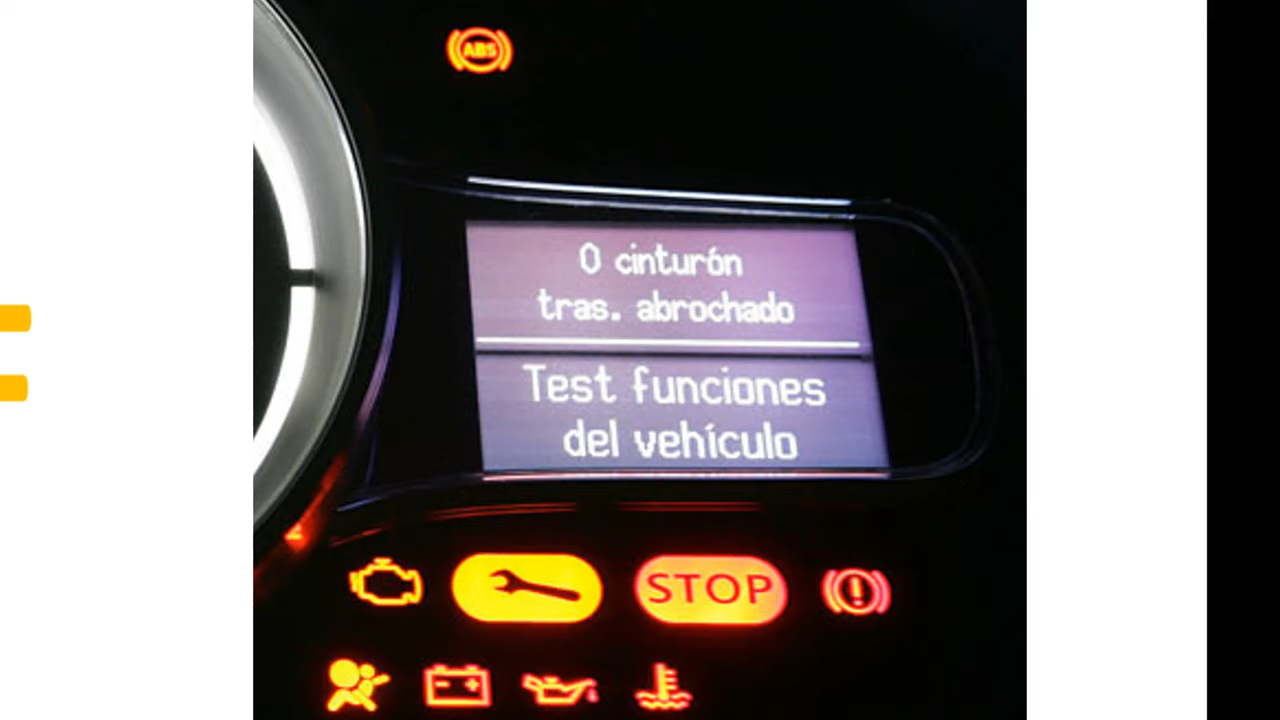 ABS
0 cinturón
tras. abrochado
Test funciones
del vehículo
STOP